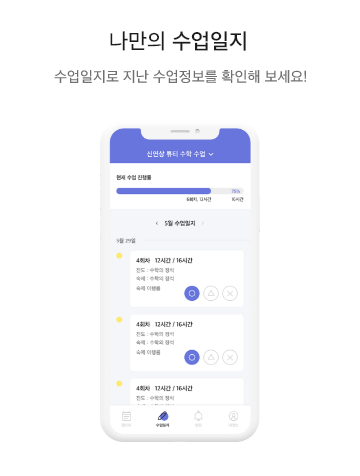 나만의 수업일지
수업일지로 지난 수업정보를 확인해 보세요!
신연상 튜터 수학 수업
현재 수업 진행률
75%
6회차, 12시간 16시간
5월 수업일지
5월 29일
4회차 12시간 / 16시간
진도 : 수학의 정석
숙제 : 수학의 정석
숙제 이행률
4회차 12시간 / 16시간
진도 : 수학의 정석
숙제 : 수학의 정석
숙제 이행률
4회차 12시간 / 16시간
진도 : 수학의 정석
숙제 : 수학의 정석
수업일지